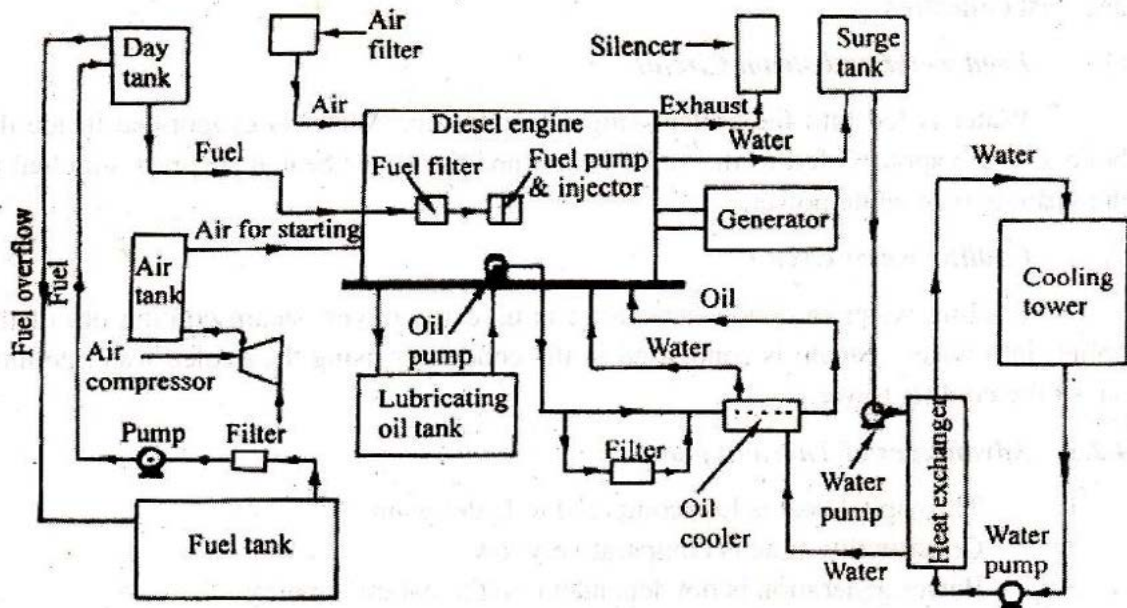 Day
tank
Air
filter
Silencer
Surge
tank
Air
Exhaust
Diesel engine
Water
Water
Fuel
Fuel filter
Fuel pump
& injector
Generator
Air for starting
Fuel overflow
Fuel
Air
tank
Oil
pump
Oil
Cooling
tower
Air
compressor
Water
Lubricating
oil tank
Pump
Filter
Filter
Oil
cooler
Water
pump
Heat exchanger
Fuel tank
Water
Water
pump